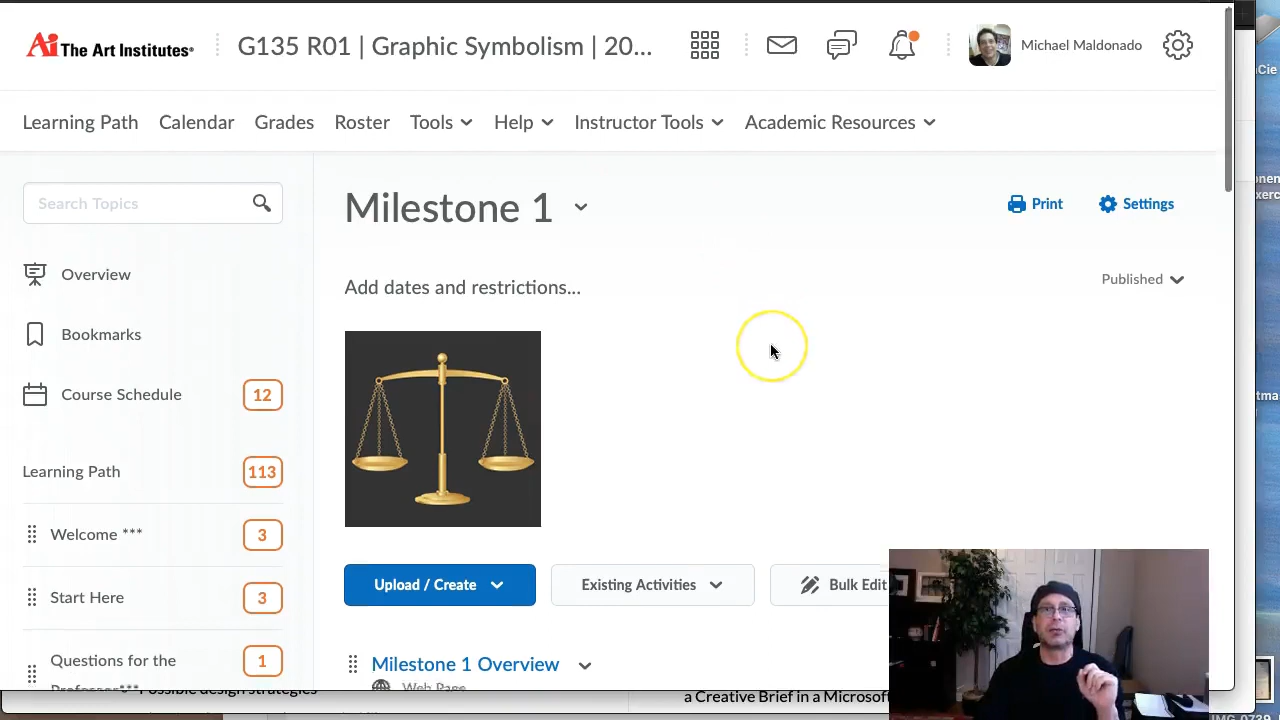 Ai The Art Institutes®
G135 R01 | Graphic Symbolism | 20...
Michael Maldonado
Learning Path
Calendar
Grades
Roster
Tools
Help
Instructor Tools
Academic Resources
Search Topics
Milestone 1
Print
Settings
Overview
Add dates and restrictions...
Published
Bookmarks
Course Schedule
12
Learning Path
113
Welcome ***
3
Upload / Create
Existing Activities
Bulk Edit
Start Here
3
Questions for the
1
Milestone 1 Overview
Web Page
Professor***
Possible design strategies
a Creative Brief in a Microsoft